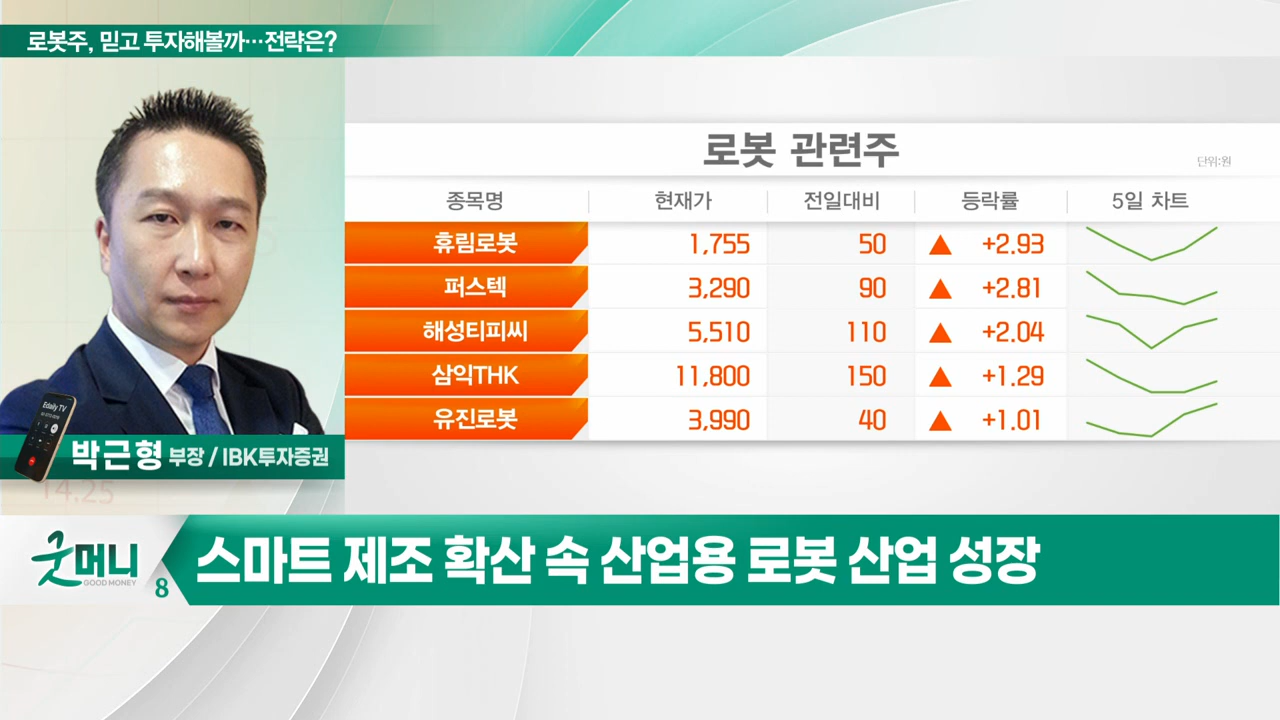 로봇주, 믿고 투자해볼까…전략은?
로봇 관련주
단위:원
종목명 현재가 전일대비 등락률 5일 차트
휴림로봇 1,755 50 ▲ +2.93
퍼스텍 3,290 90 ▲ +2.81
해성티피씨 5,510 110 ▲ +2.04
삼익THK 11,800 150 ▲ +1.29
유진로봇 3,990 40 ▲ +1.01
Edaily TV
박근형 부장 / IBK투자증권
14.25
굿머니
GOOD MONEY
8
스마트 제조 확산 속 산업용 로봇 산업 성장